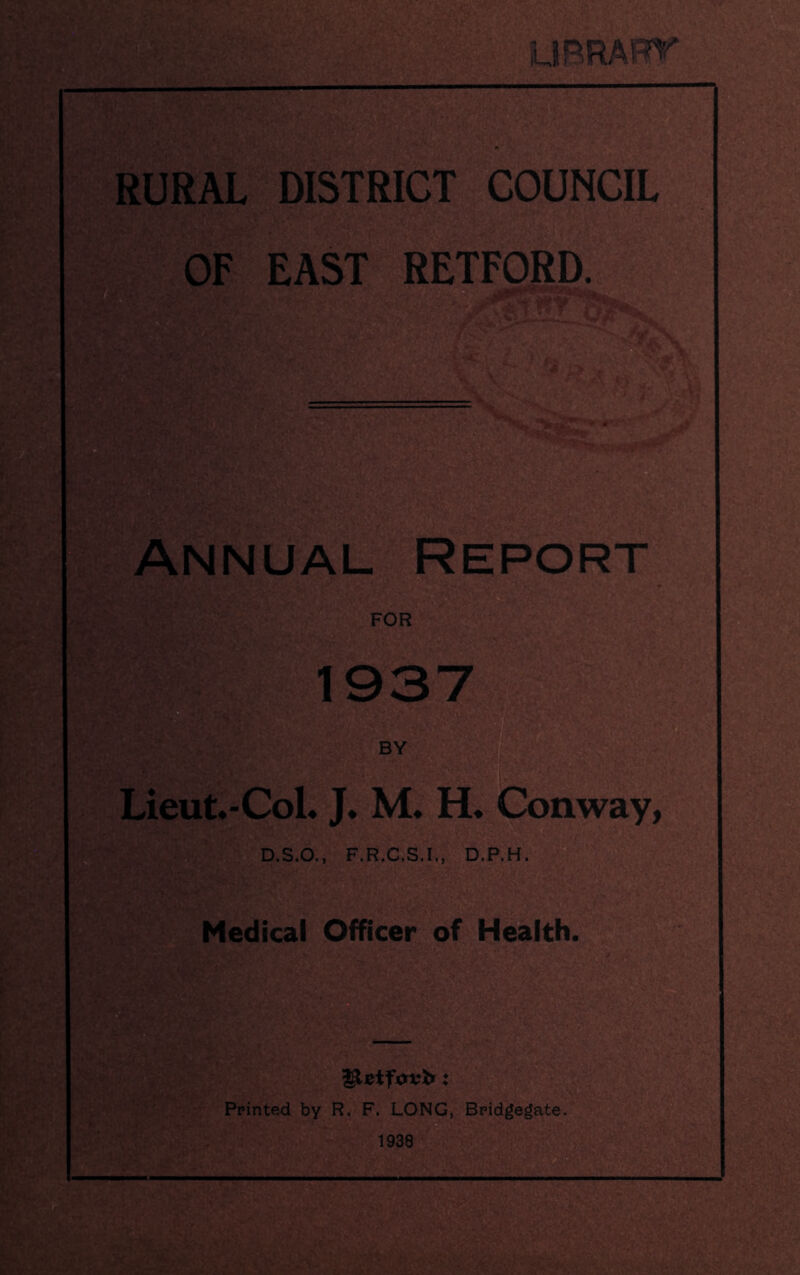 LIBRARY
RURAL DISTRICT COUNCIL
OF EAST RETFORD.
LIBRARY
ANNUAL REPORT
FOR
1937
BY
Lieut.-Col. J. M. H. Conway,
D.S.O., F.R.C.S.I., D.P.H.
Medical Officer of Health.
Retford:
Printed by R. F. LONG, Bridgegate.
1938